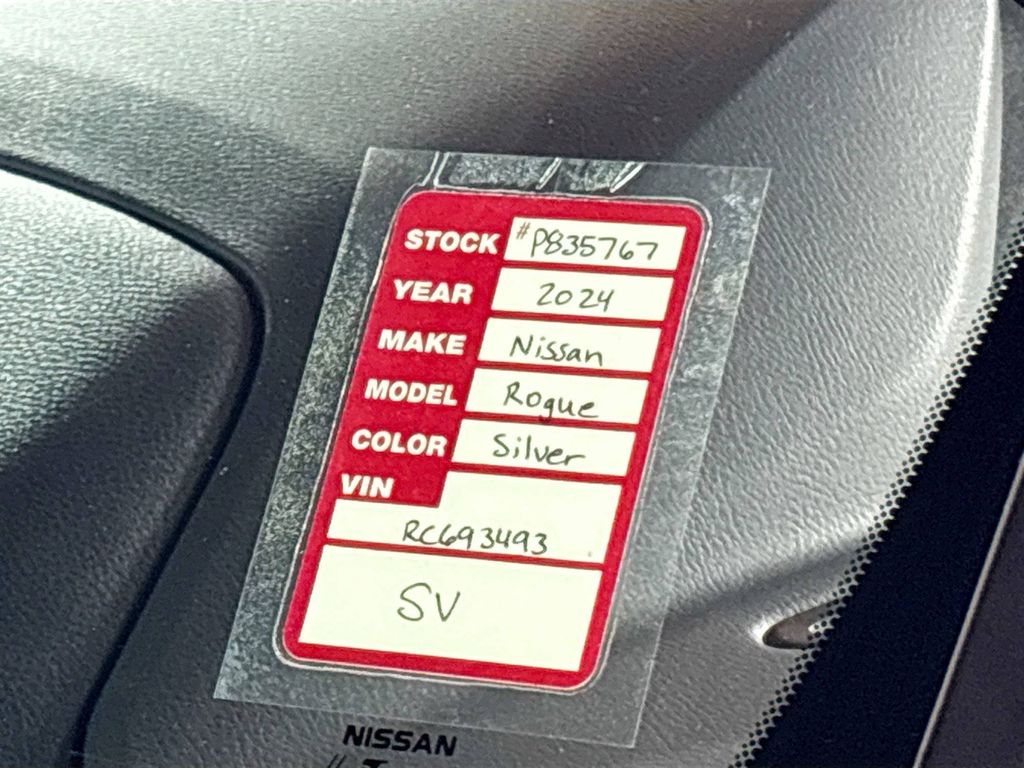 STOCK #P835767
YEAR 2024
MAKE Nissan
MODEL Rogue
COLOR Silver
VIN
RC693493
SV
NISSAN